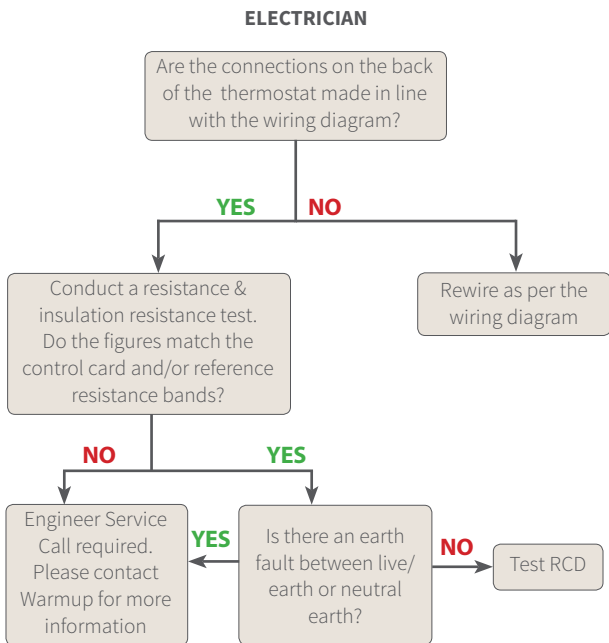 ELECTRICIAN
Are the connections on the back
of the thermostat made in line
with the wiring diagram?
YES
NO
Conduct a resistance &
insulation resistance test.
Do the figures match the
control card and/or reference
resistance bands?
Rewire as per the
wiring diagram
NO
YES
Engineer Service
Call required.
Please contact
Warmup for more
information
YES
Is there an earth
fault between live/
earth or neutral
earth?
NO
Test RCD